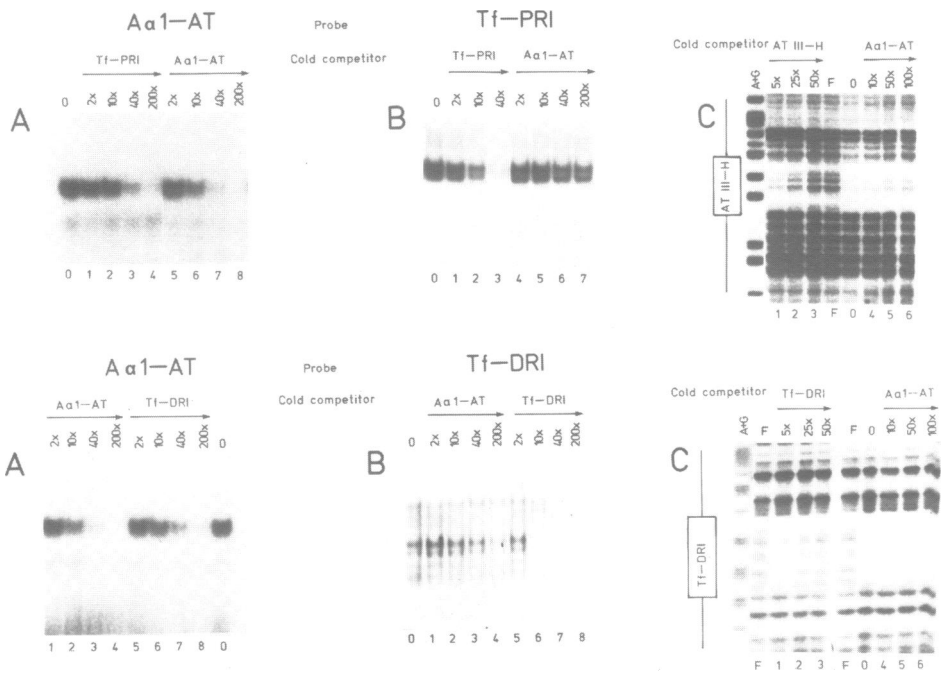 Aα1—AT Probe Tf—PRI
Tf—PRI Aα1—AT Cold competitor Tf—PRI Aα1—AT
0 2x 10x 40x 200x 2x 10x 40x 200x
0 2x 10x 40x 200x 2x 10x 40x 200x
A
B
0 1 2 3 4 5 6 7 8
0 1 2 3 4 5 6 7
Cold competitor AT III—H Aα1—AT
A+G 5x 25x 50x F 0 10x 50x 100x
C
AT III—H
1 2 3 F 0 4 5 6
Aα1—AT Probe Tf—DRI
Aα1—AT Tf—DRI Cold competitor Aα1—AT Tf—DRI
2x 10x 40x 200x 2x 10x 40x 200x 0
0 2x 10x 40x 200x 2x 10x 40x 200x
A
B
1 2 3 4 5 6 7 8 0
0 1 2 3 4 5 6 7 8
Cold competitor Tf—DRI Aα1—AT
A+G F 5x 25x 50x F 0 10x 50x 100x
C
Tf—DRI
F 1 2 3 F 0 4 5 6